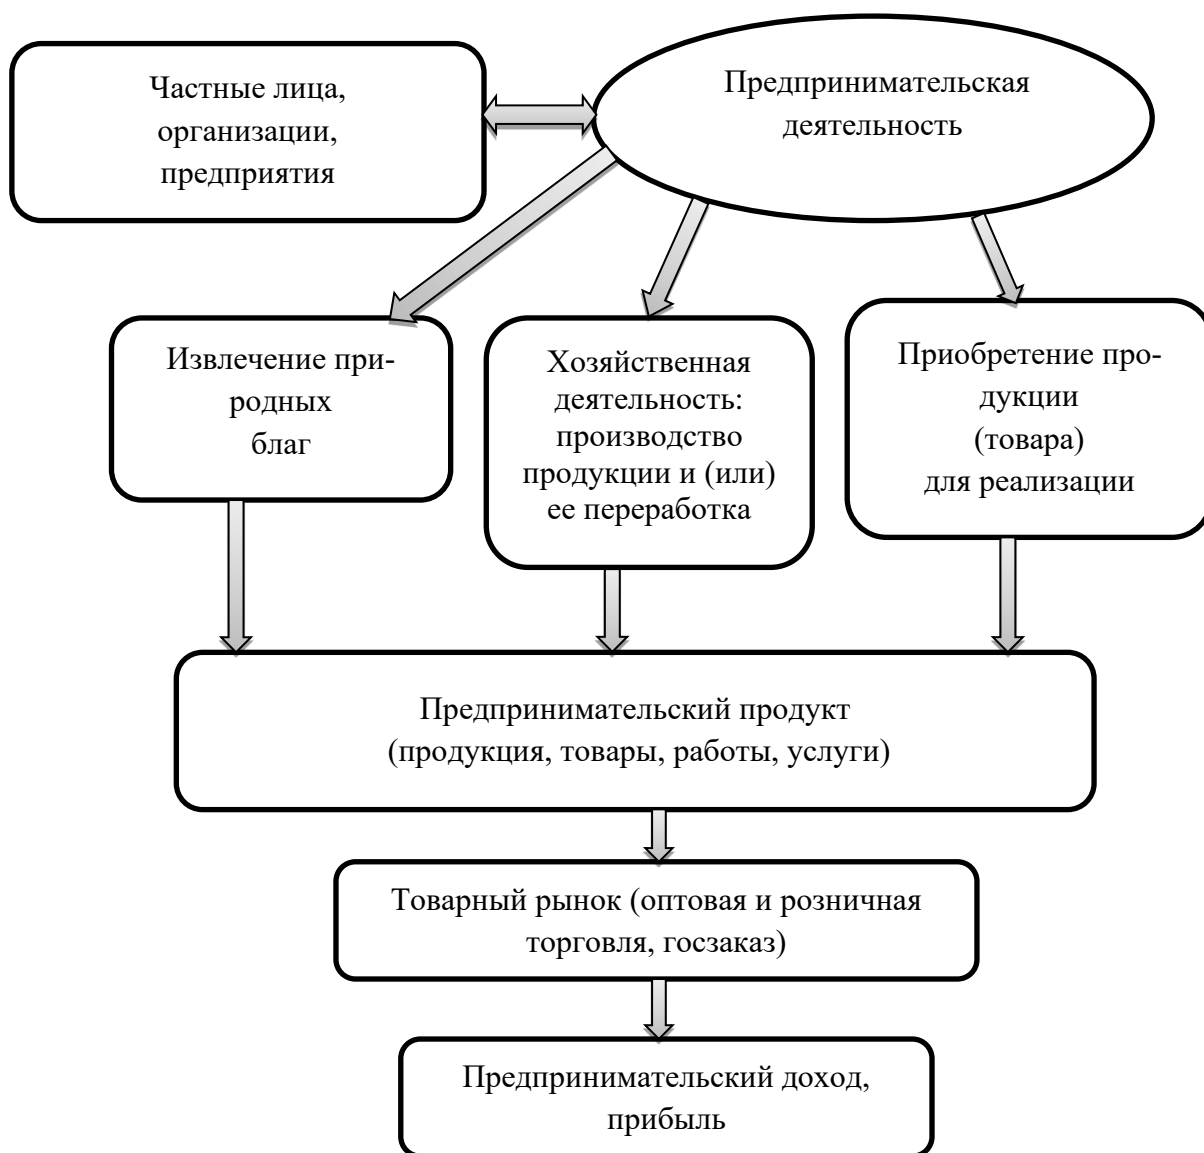 Частные лица,
организации,
предприятия
Предпринимательская
деятельность
Извлечение при-
родных
благ
Хозяйственная
деятельность:
производство
продукции и (или)
ее переработка
Приобретение про-
дукции
(товара)
для реализации
Предпринимательский продукт
(продукция, товары, работы, услуги)
Товарный рынок (оптовая и розничная
торговля, госзаказ)
Предпринимательский доход,
прибыль